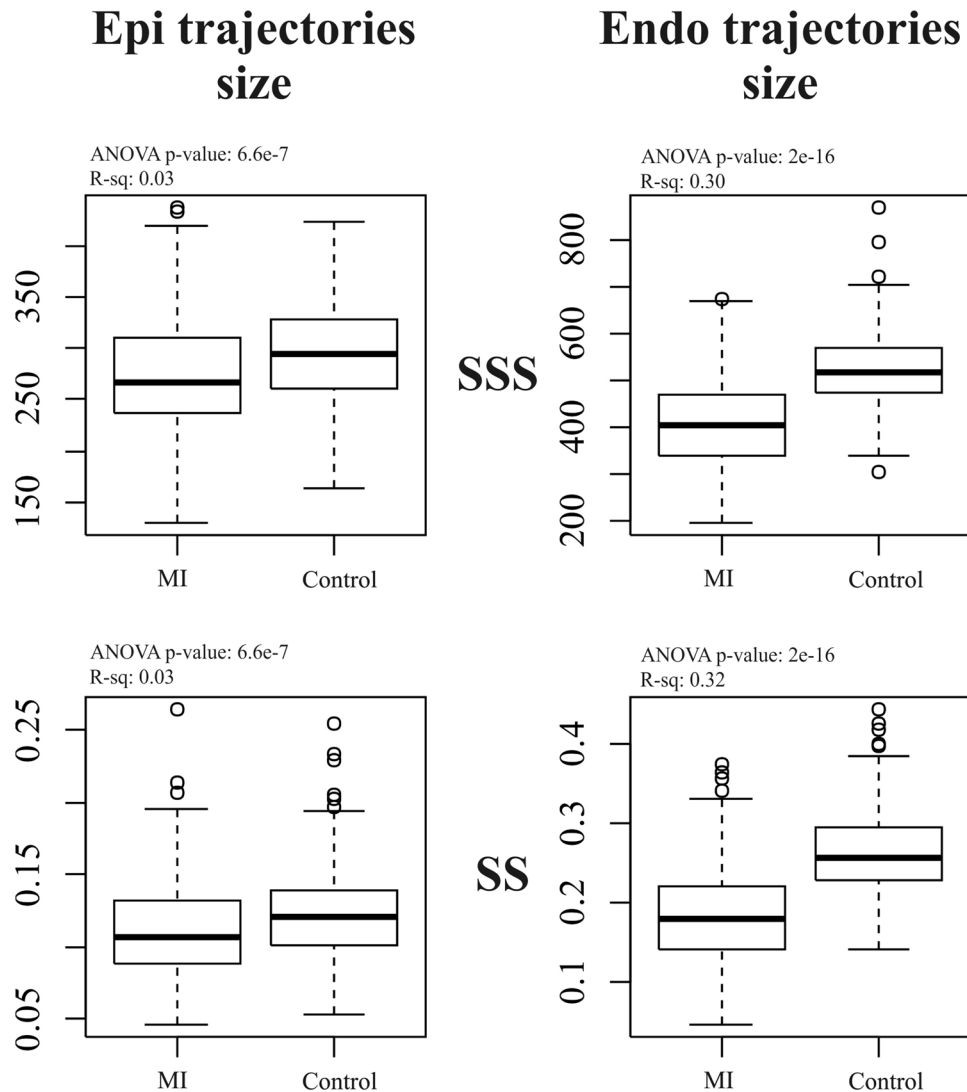 Epi trajectories
size
Endo trajectories
size
ANOVA p-value: 6.6e-7
R-sq: 0.03
350
250
150
MI
Control
SSS
ANOVA p-value: 2e-16
R-sq: 0.30
800
600
400
200
MI
Control
ANOVA p-value: 6.6e-7
R-sq: 0.03
0.25
0.15
0.05
MI
Control
SS
ANOVA p-value: 2e-16
R-sq: 0.32
0.4
0.3
0.2
0.1
MI
Control